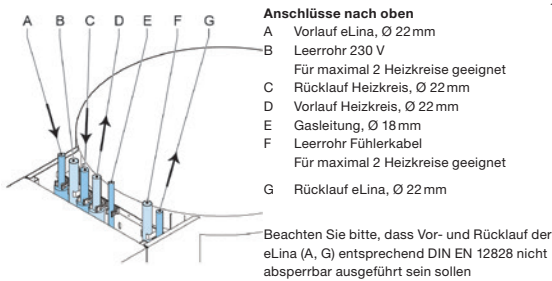 A B C D E F G
Anschlüsse nach oben
A Vorlauf eLina, Ø 22 mm
B Leerrohr 230 V
Für maximal 2 Heizkreise geeignet
C Rücklauf Heizkreis, Ø 22 mm
D Vorlauf Heizkreis, Ø 22 mm
E Gasleitung, Ø 18 mm
F Leerrohr Fühlerkabel
Für maximal 2 Heizkreise geeignet
G Rücklauf eLina, Ø 22 mm
Beachten Sie bitte, dass Vor- und Rücklauf der
eLina (A, G) entsprechend DIN EN 12828 nicht
absperrbar ausgeführt sein sollen